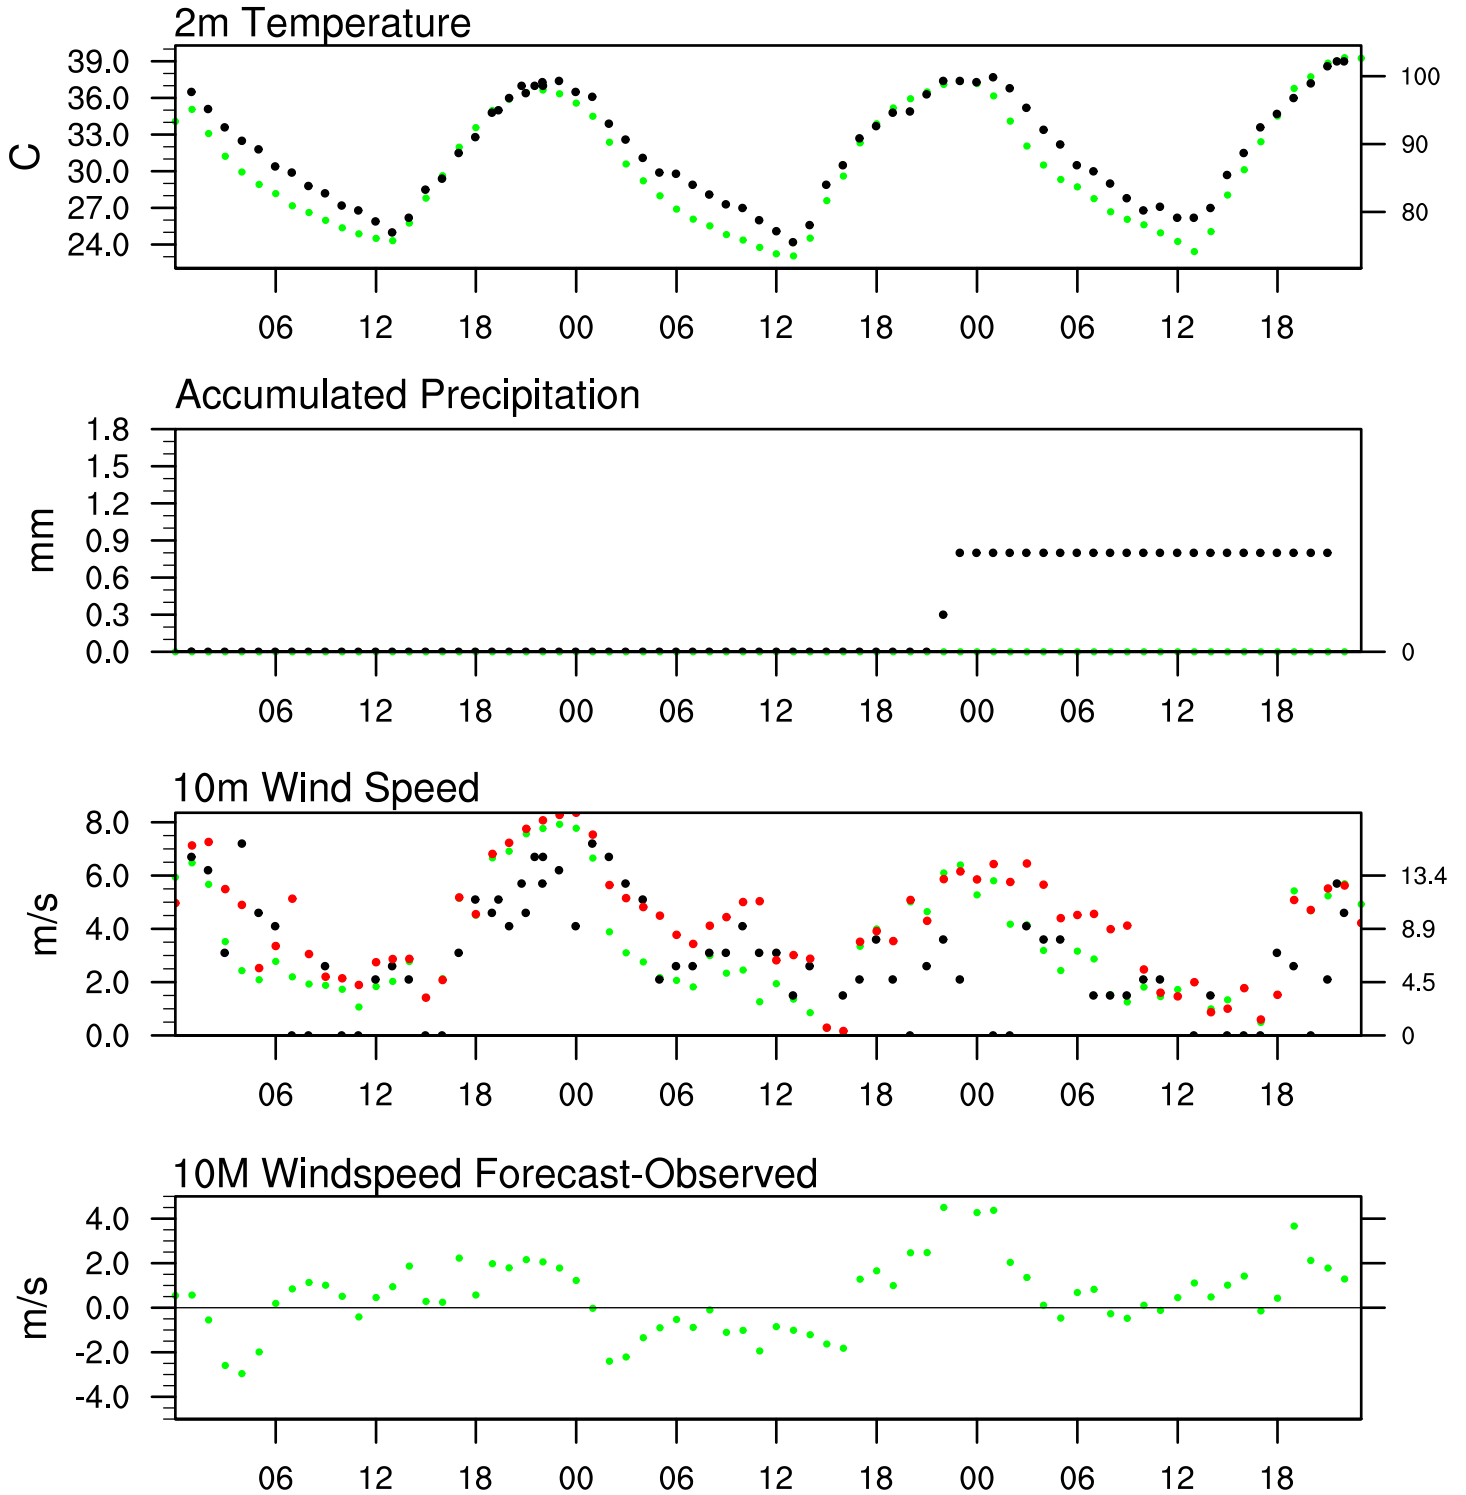 2m Temperature
39.0
36.0
33.0
30.0
27.0
24.0
C
100
90
80
06 12 18 00 06 12 18 00 06 12 18
Accumulated Precipitation
1.8
1.5
1.2
0.9
0.6
0.3
0.0
mm
0
06 12 18 00 06 12 18 00 06 12 18
10m Wind Speed
8.0
6.0
4.0
2.0
0.0
m/s
13.4
8.9
4.5
0
06 12 18 00 06 12 18 00 06 12 18
10M Windspeed Forecast-Observed
4.0
2.0
0.0
-2.0
-4.0
m/s
06 12 18 00 06 12 18 00 06 12 18